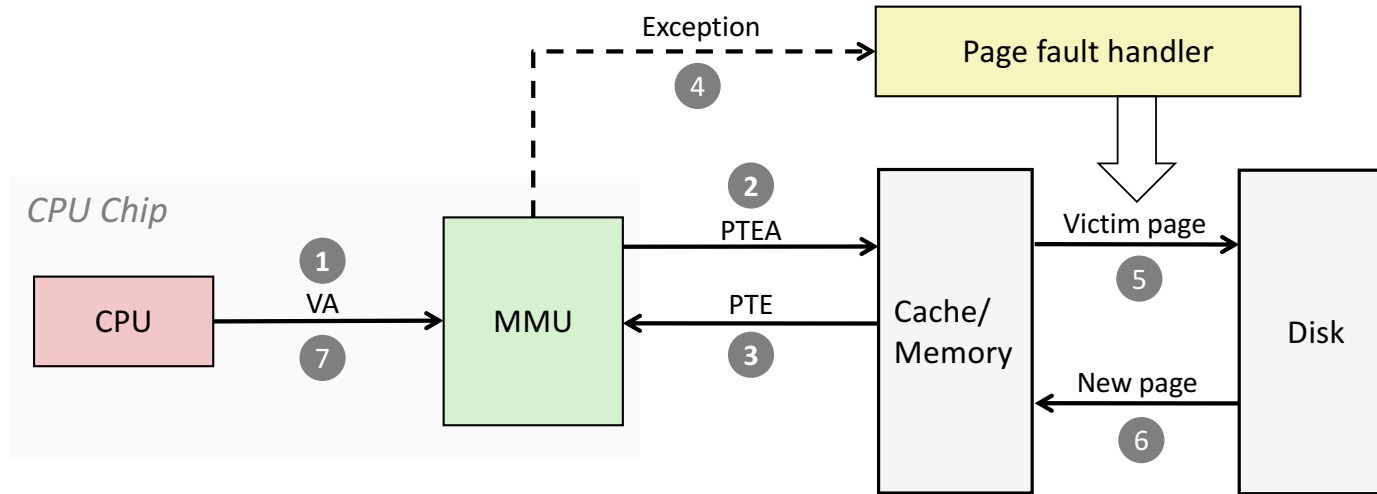 Exception
4
Page fault handler
CPU Chip
2
PTEA
Victim page
5
1
VA
7
CPU
MMU
PTE
3
Cache/
Memory
Disk
New page
6